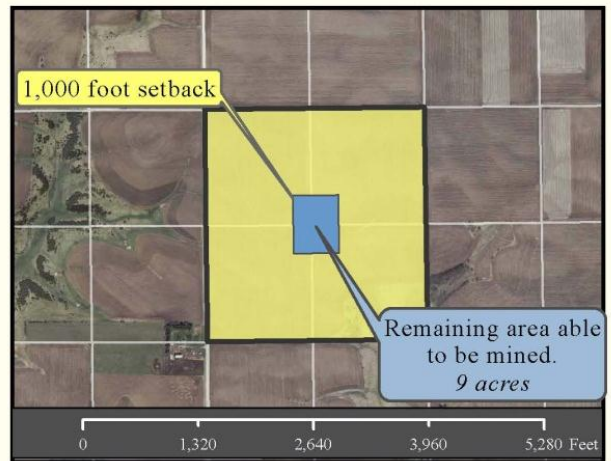 1,000 foot setback
Remaining area able
to be mined.
9 acres
0 1,320 2,640 3,960 5,280 Feet